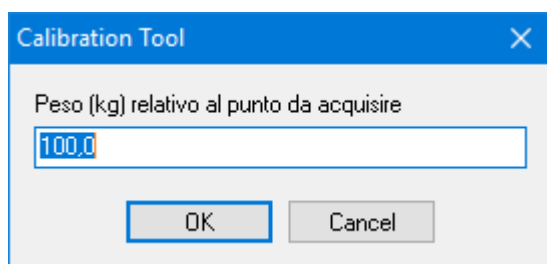 Calibration Tool
Peso (kg) relativo al punto da acquisire
100,0
OK Cancel